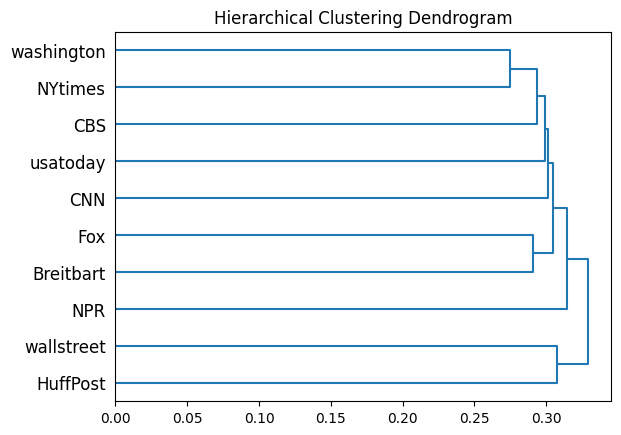 Hierarchical Clustering Dendrogram
washington
NYtimes
CBS
usatoday
CNN
Fox
Breitbart
NPR
wallstreet
HuffPost
0.00 0.05 0.10 0.15 0.20 0.25 0.30